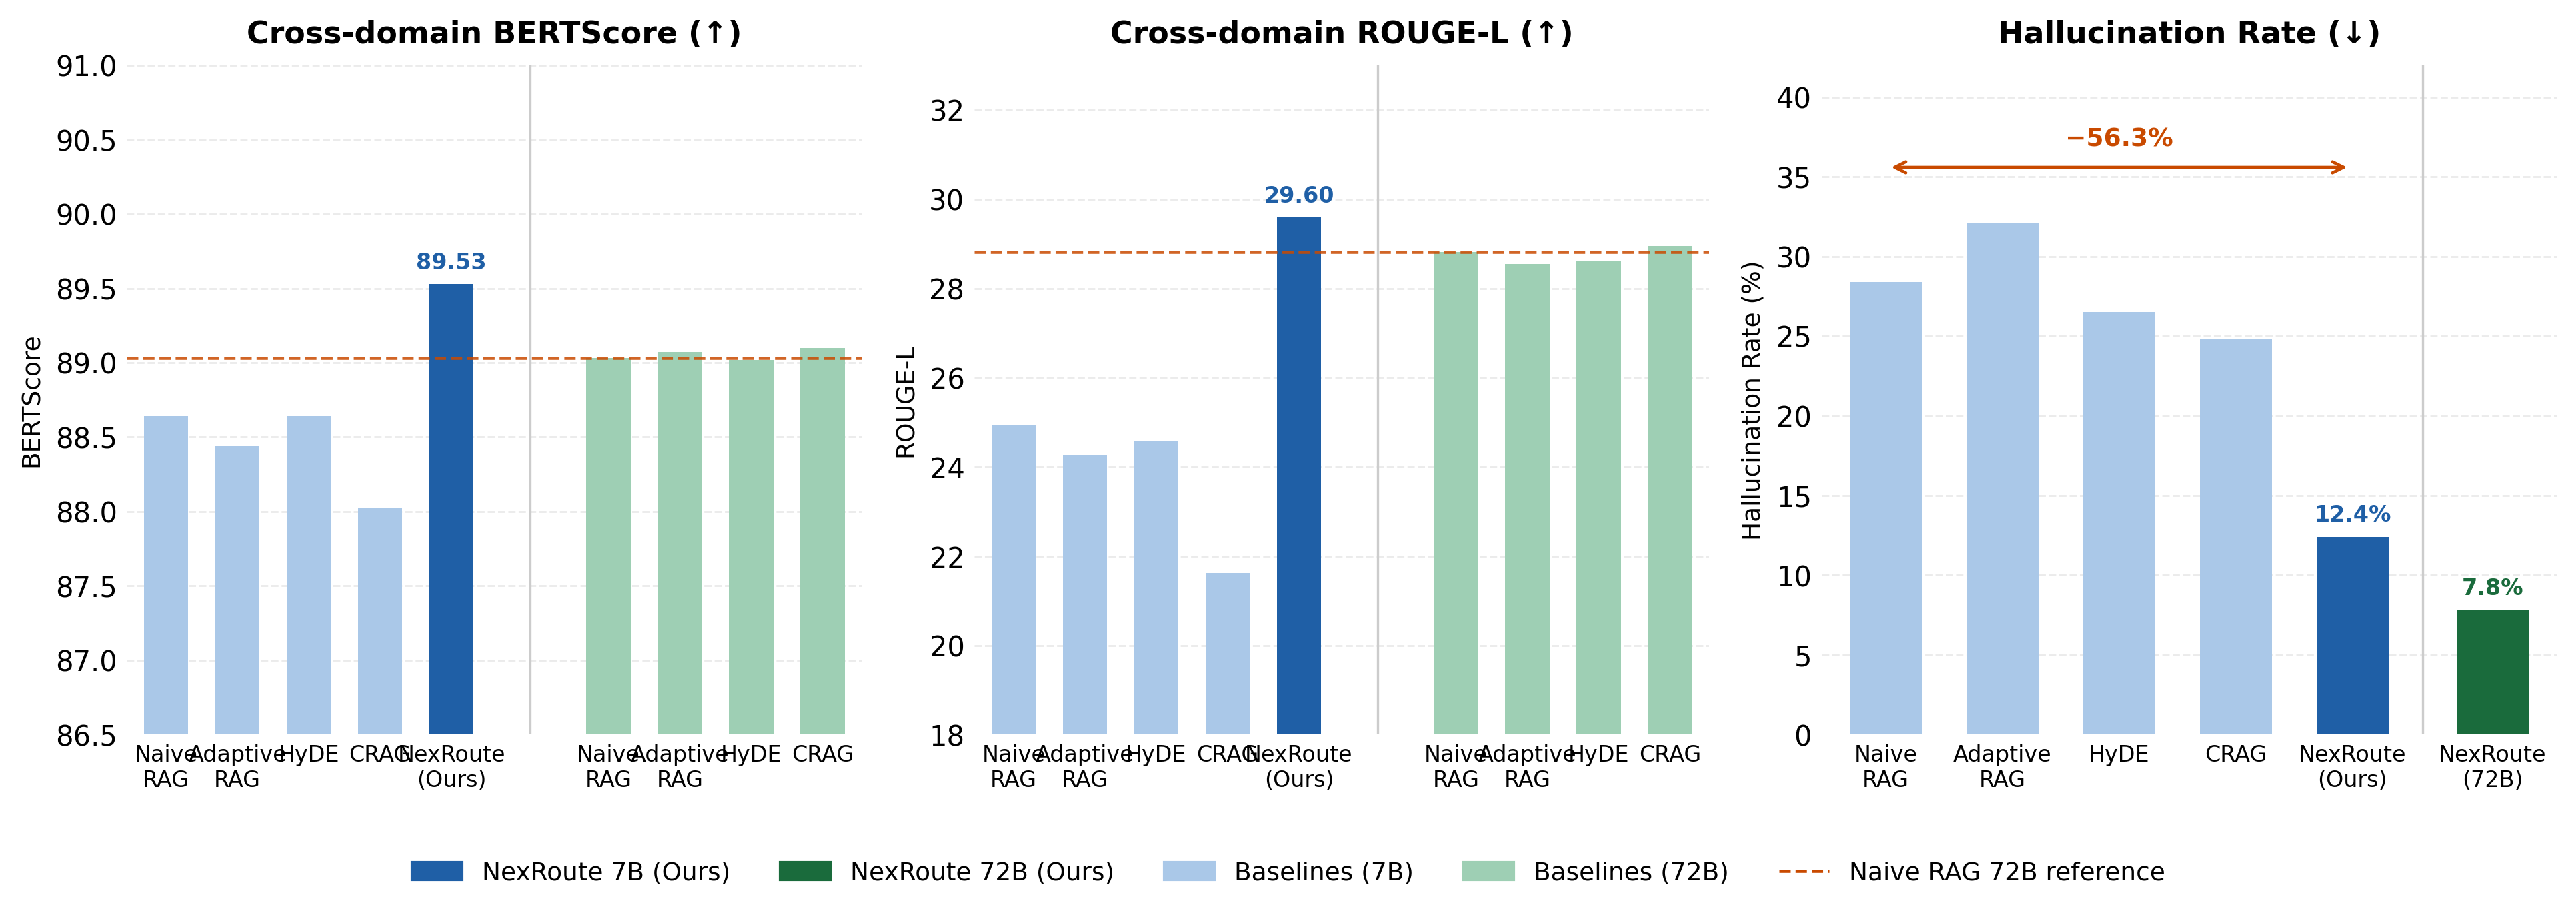 Cross-domain BERTScore (↑)
91.0
90.5
90.0
89.5
89.0
88.5
88.0
87.5
87.0
86.5
BERTScore
89.53
Naive
RAG
Adaptive
RAG
HyDE
CRAG
NexRoute
(Ours)
Naive
RAG
Adaptive
RAG
HyDE
CRAG
Cross-domain ROUGE-L (↑)
32
30
28
26
24
22
20
18
ROUGE-L
29.60
Naive
RAG
Adaptive
RAG
HyDE
CRAG
NexRoute
(Ours)
Naive
RAG
Adaptive
RAG
HyDE
CRAG
Hallucination Rate (↓)
40
35
30
25
20
15
10
5
0
Hallucination Rate (%)
−56.3%
12.4%
7.8%
Naive
RAG
Adaptive
RAG
HyDE
CRAG
NexRoute
(Ours)
NexRoute
(72B)
NexRoute 7B (Ours)
NexRoute 72B (Ours)
Baselines (7B)
Baselines (72B)
Naive RAG 72B reference